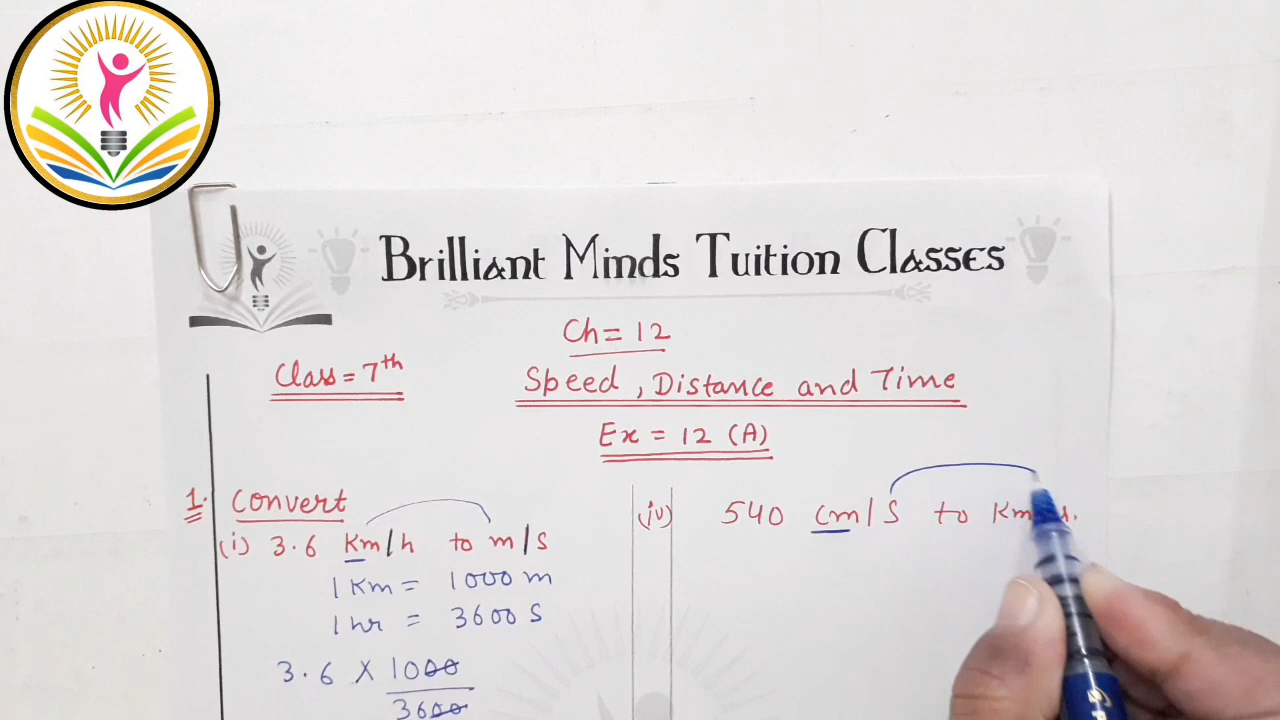 Brilliant Minds Tuition Classes
Ch = 12
Class = 7th
Speed, Distance and Time
Ex = 12 (A)
1. Convert
(i) 3.6 Km/h to m/s
1 Km = 1000 m
1 hr = 3600 S
3.6 X 1000
3600
(iv) 540 cm/s to Km